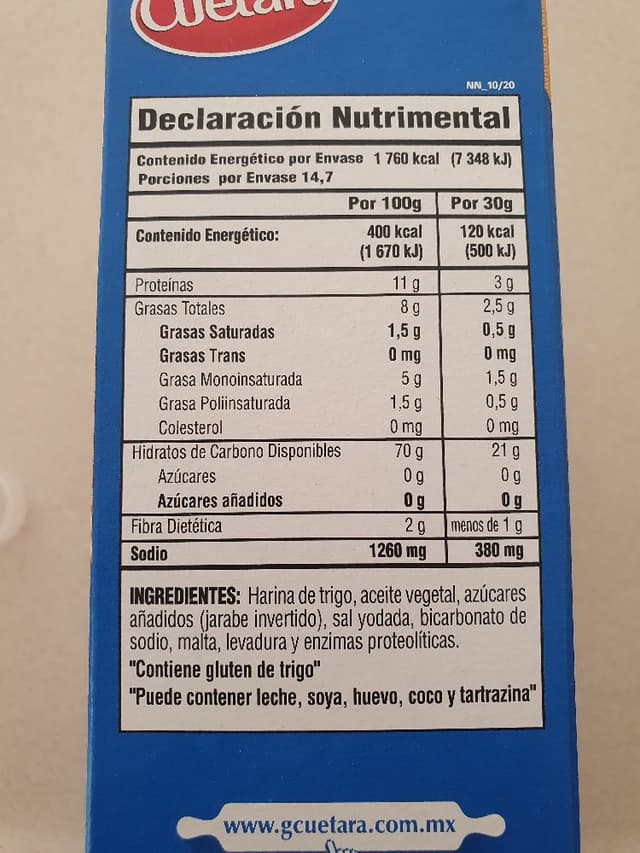 Cuétara
NN_10/20
Declaración Nutrimental
Contenido Energético por Envase 1 760 kcal (7 348 kJ)
Porciones por Envase 14,7
Por 100g Por 30g
Contenido Energético: 400 kcal 120 kcal
(1 670 kJ) (500 kJ)
Proteínas 11 g 3 g
Grasas Totales 8 g 2,5 g
Grasas Saturadas 1,5 g 0,5 g
Grasas Trans 0 mg 0 mg
Grasa Monoinsaturada 5 g 1,5 g
Grasa Poliinsaturada 1,5 g 0,5 g
Colesterol 0 mg 0 mg
Hidratos de Carbono Disponibles 70 g 21 g
Azúcares 0 g 0 g
Azúcares añadidos 0 g 0 g
Fibra Dietética 2 g menos de 1 g
Sodio 1260 mg 380 mg
INGREDIENTES: Harina de trigo, aceite vegetal, azúcares
añadidos (jarabe invertido), sal yodada, bicarbonato de
sodio, malta, levadura y enzimas proteolíticas.
"Contiene gluten de trigo"
"Puede contener leche, soya, huevo, coco y tartrazina"
www.gcuetara.com.mx